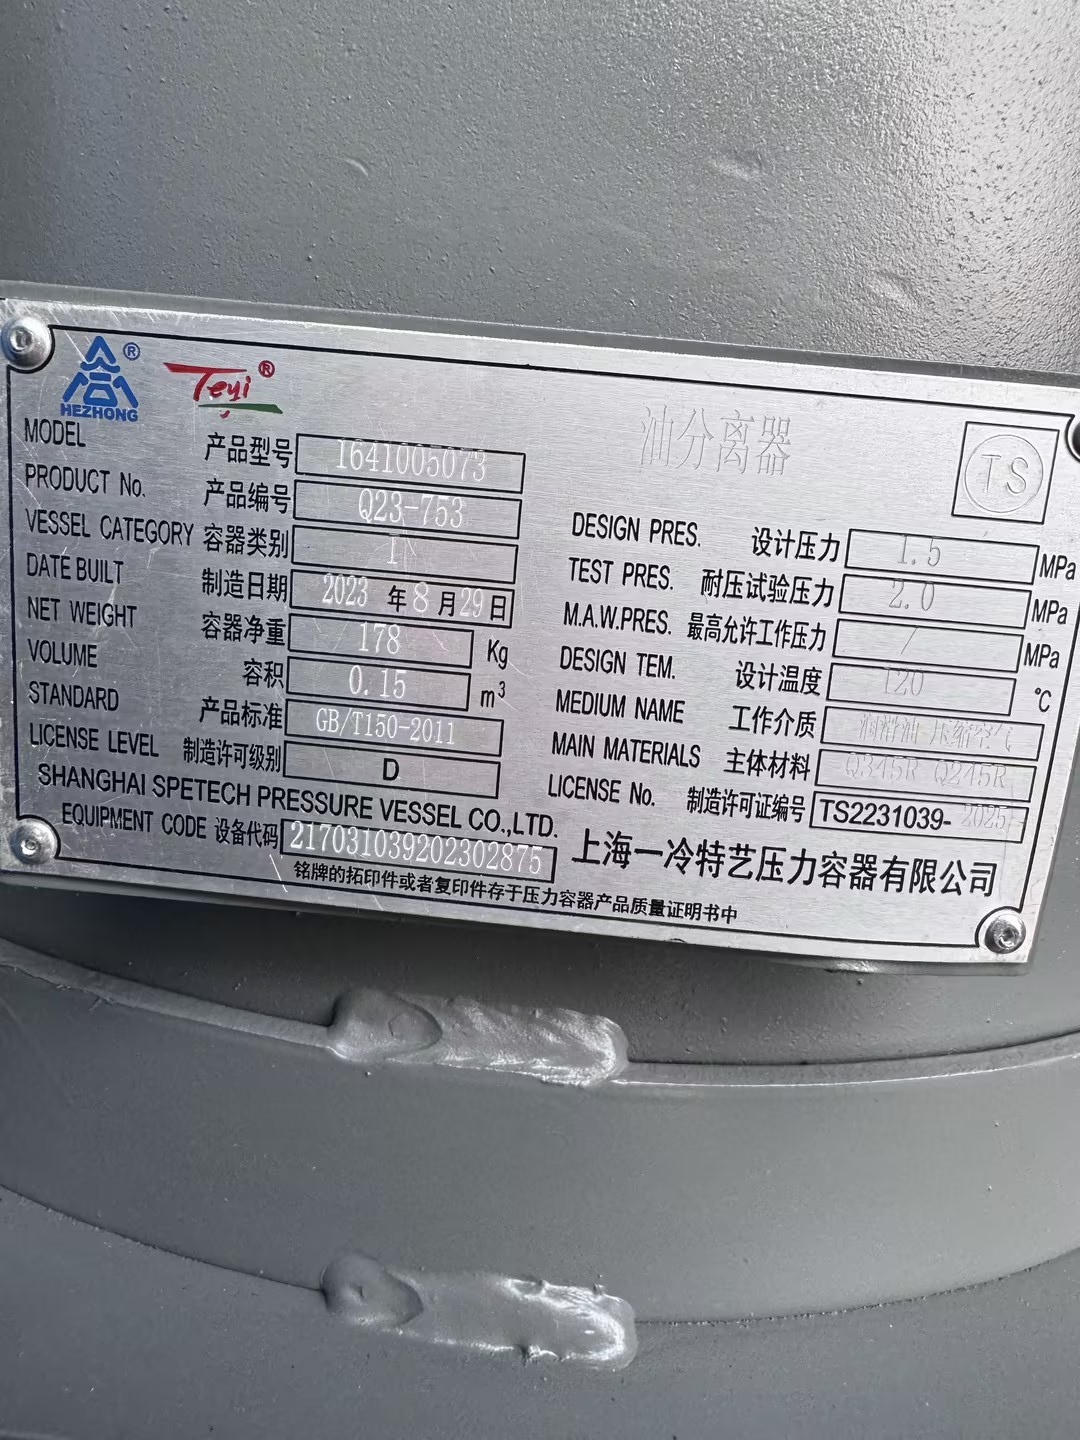 HEZHONG ® Teyi ®
油分离器
TS
MODEL 产品型号 1641005073
PRODUCT No. 产品编号 Q23-753
VESSEL CATEGORY 容器类别 I
DATE BUILT 制造日期 2023 年 8 月 29 日
NET WEIGHT 容器净重 178 Kg
VOLUME 容积 0.15 m³
STANDARD 产品标准 GB/T150-2011
LICENSE LEVEL 制造许可级别 D
DESIGN PRES. 设计压力 1.5 MPa
TEST PRES. 耐压试验压力 2.0 MPa
M.A.W.PRES. 最高允许工作压力 / MPa
DESIGN TEM. 设计温度 120 ℃
MEDIUM NAME 工作介质 润滑油 压缩空气
MAIN MATERIALS 主体材料 Q345R Q245R
LICENSE No. 制造许可证编号 TS2231039-2025
SHANGHAI SPETECH PRESSURE VESSEL CO.,LTD.
上海一冷特艺压力容器有限公司
EQUIPMENT CODE 设备代码 217031039202302875
铭牌的拓印件或者复印件存于压力容器产品质量证明书中